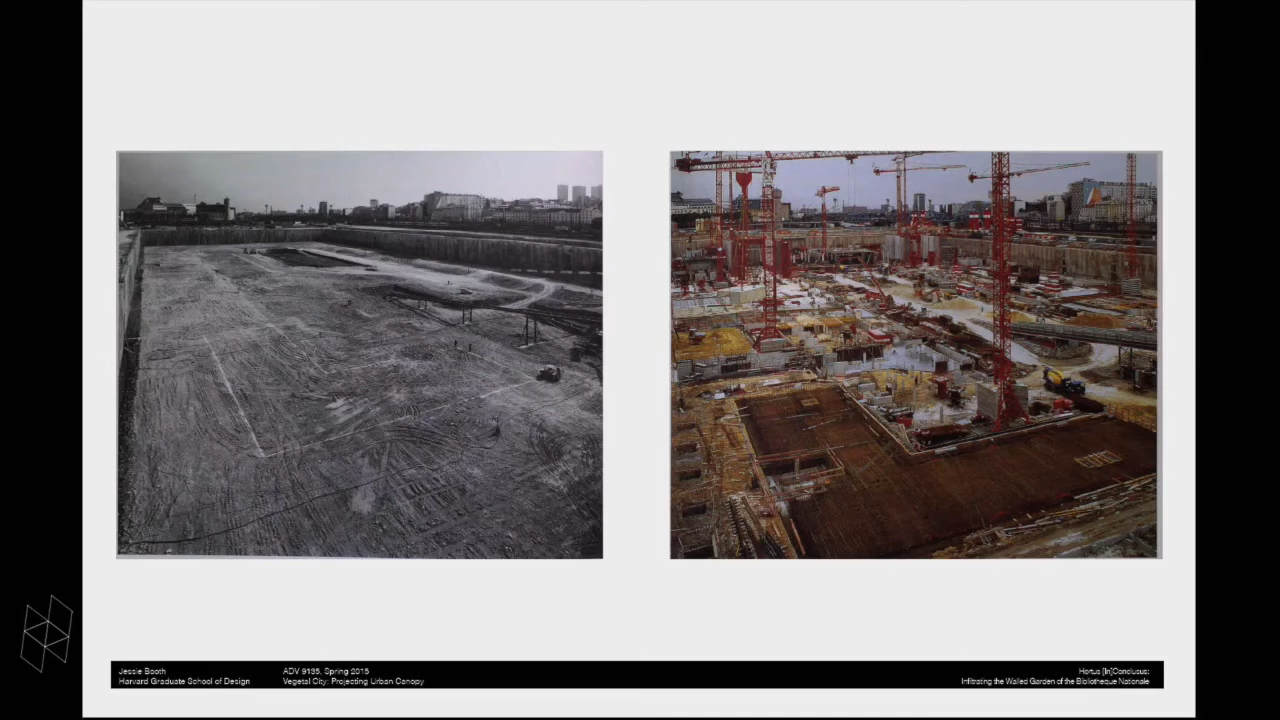 Jessie Booth
Harvard Graduate School of Design
ADV 9135, Spring 2015
Vegetal City: Projecting Urban Canopy
Hortus [In]Conclusus:
Infiltrating the Walled Garden of the Bibliotheque Nationale